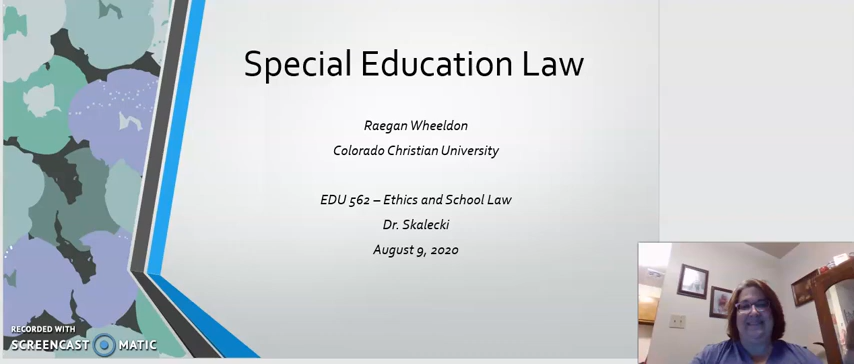 Special Education Law
Raegan Wheeldon
Colorado Christian University
EDU 562 – Ethics and School Law
Dr. Skalecki
August 9, 2020
RECORDED WITH
SCREENCAST MATIC